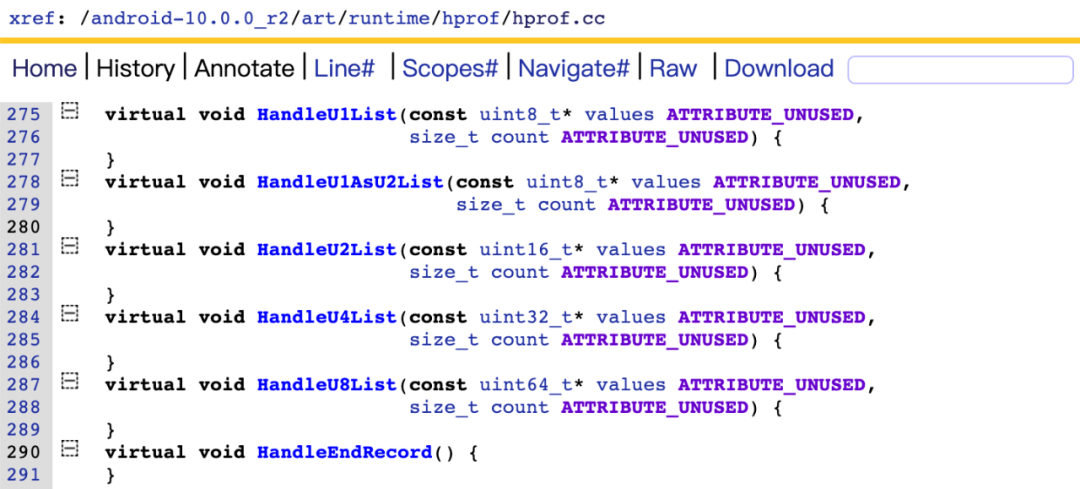 xref: /android-10.0.0_r2/art/runtime/hprof/hprof.cc
Home | History | Annotate | Line# | Scopes# | Navigate# | Raw | Download
275 virtual void HandleU1List(const uint8_t* values ATTRIBUTE_UNUSED,
276 size_t count ATTRIBUTE_UNUSED) {
277 }
278 virtual void HandleU1AsU2List(const uint8_t* values ATTRIBUTE_UNUSED,
279 size_t count ATTRIBUTE_UNUSED) {
280 }
281 virtual void HandleU2List(const uint16_t* values ATTRIBUTE_UNUSED,
282 size_t count ATTRIBUTE_UNUSED) {
283 }
284 virtual void HandleU4List(const uint32_t* values ATTRIBUTE_UNUSED,
285 size_t count ATTRIBUTE_UNUSED) {
286 }
287 virtual void HandleU8List(const uint64_t* values ATTRIBUTE_UNUSED,
288 size_t count ATTRIBUTE_UNUSED) {
289 }
290 virtual void HandleEndRecord() {
291 }